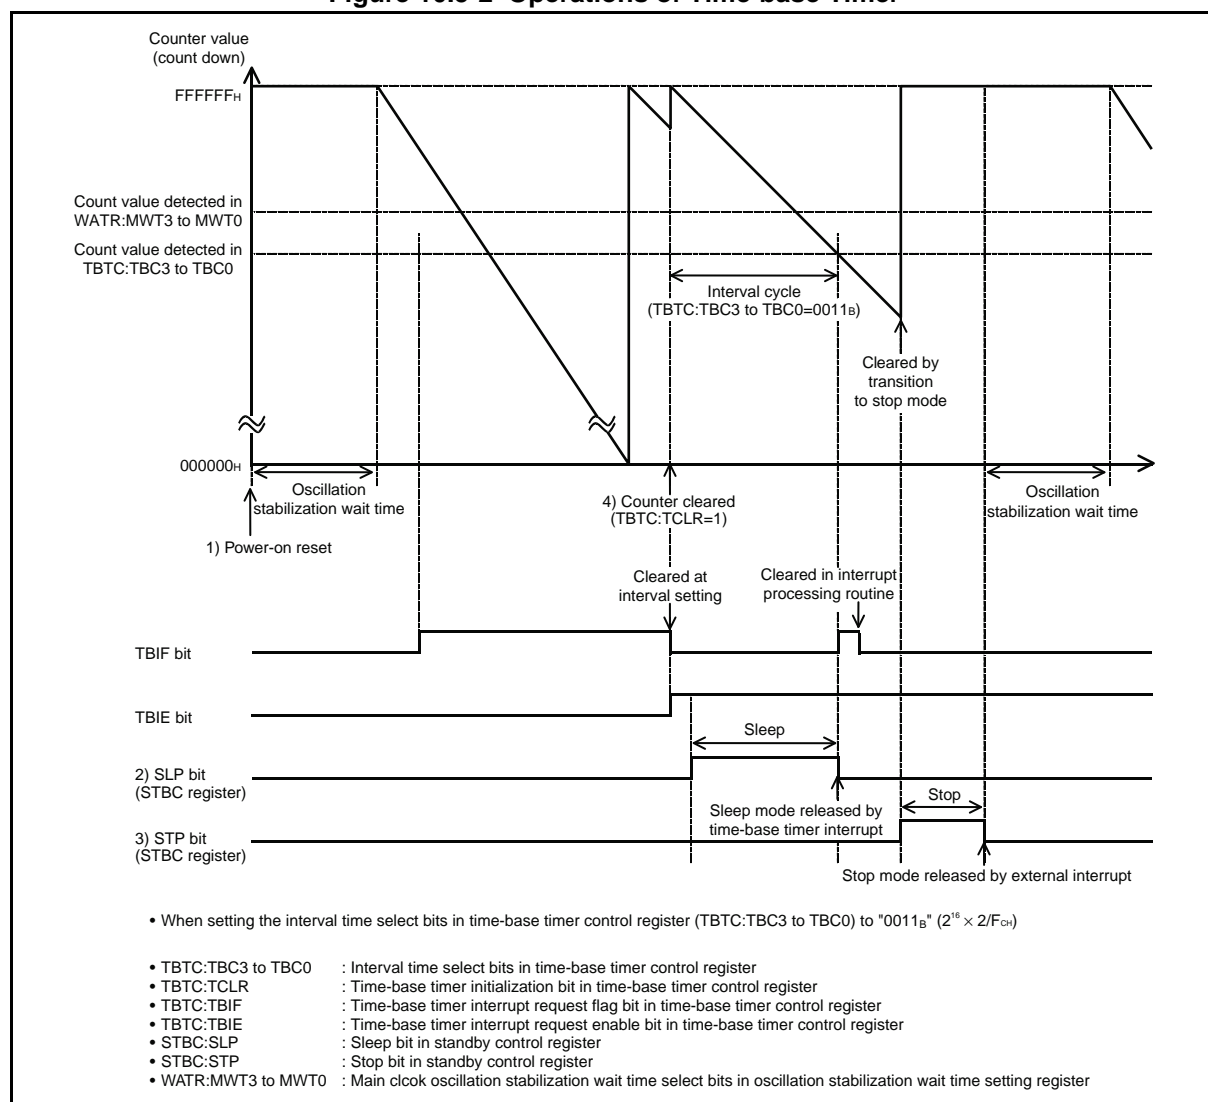 Counter value
(count down)
FFFFFFH
Count value detected in
WATR:MWT3 to MWT0
Count value detected in
TBTC:TBC3 to TBC0
Interval cycle
(TBTC:TBC3 to TBC0=0011B)
Cleared by
transition
to stop mode
000000H
Oscillation
stabilization wait time
4) Counter cleared
(TBTC:TCLR=1)
Oscillation
stabilization wait time
1) Power-on reset
Cleared at
interval setting
Cleared in interrupt
processing routine
TBIF bit
TBIE bit
Sleep
2) SLP bit
(STBC register)
Stop
Sleep mode released by
time-base timer interrupt
3) STP bit
(STBC register)
Stop mode released by external interrupt
• When setting the interval time select bits in time-base timer control register (TBTC:TBC3 to TBC0) to "0011B" (2^16 × 2/FCH)
• TBTC:TBC3 to TBC0 : Interval time select bits in time-base timer control register
• TBTC:TCLR : Time-base timer initialization bit in time-base timer control register
• TBTC:TBIF : Time-base timer interrupt request flag bit in time-base timer control register
• TBTC:TBIE : Time-base timer interrupt request enable bit in time-base timer control register
• STBC:SLP : Sleep bit in standby control register
• STBC:STP : Stop bit in standby control register
• WATR:MWT3 to MWT0 : Main clcok oscillation stabilization wait time select bits in oscillation stabilization wait time setting register